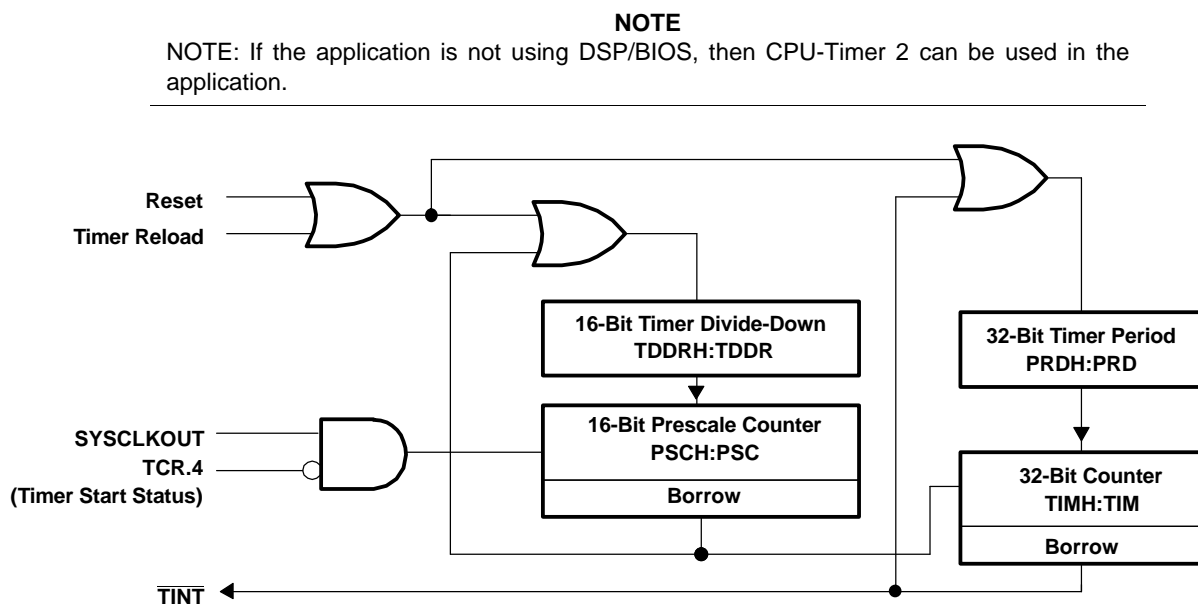 NOTE
NOTE: If the application is not using DSP/BIOS, then CPU-Timer 2 can be used in the
application.
Reset
Timer Reload
16-Bit Timer Divide-Down
TDDRH:TDDR
32-Bit Timer Period
PRDH:PRD
SYSCLKOUT
TCR.4
(Timer Start Status)
16-Bit Prescale Counter
PSCH:PSC
Borrow
32-Bit Counter
TIMH:TIM
Borrow
TINT